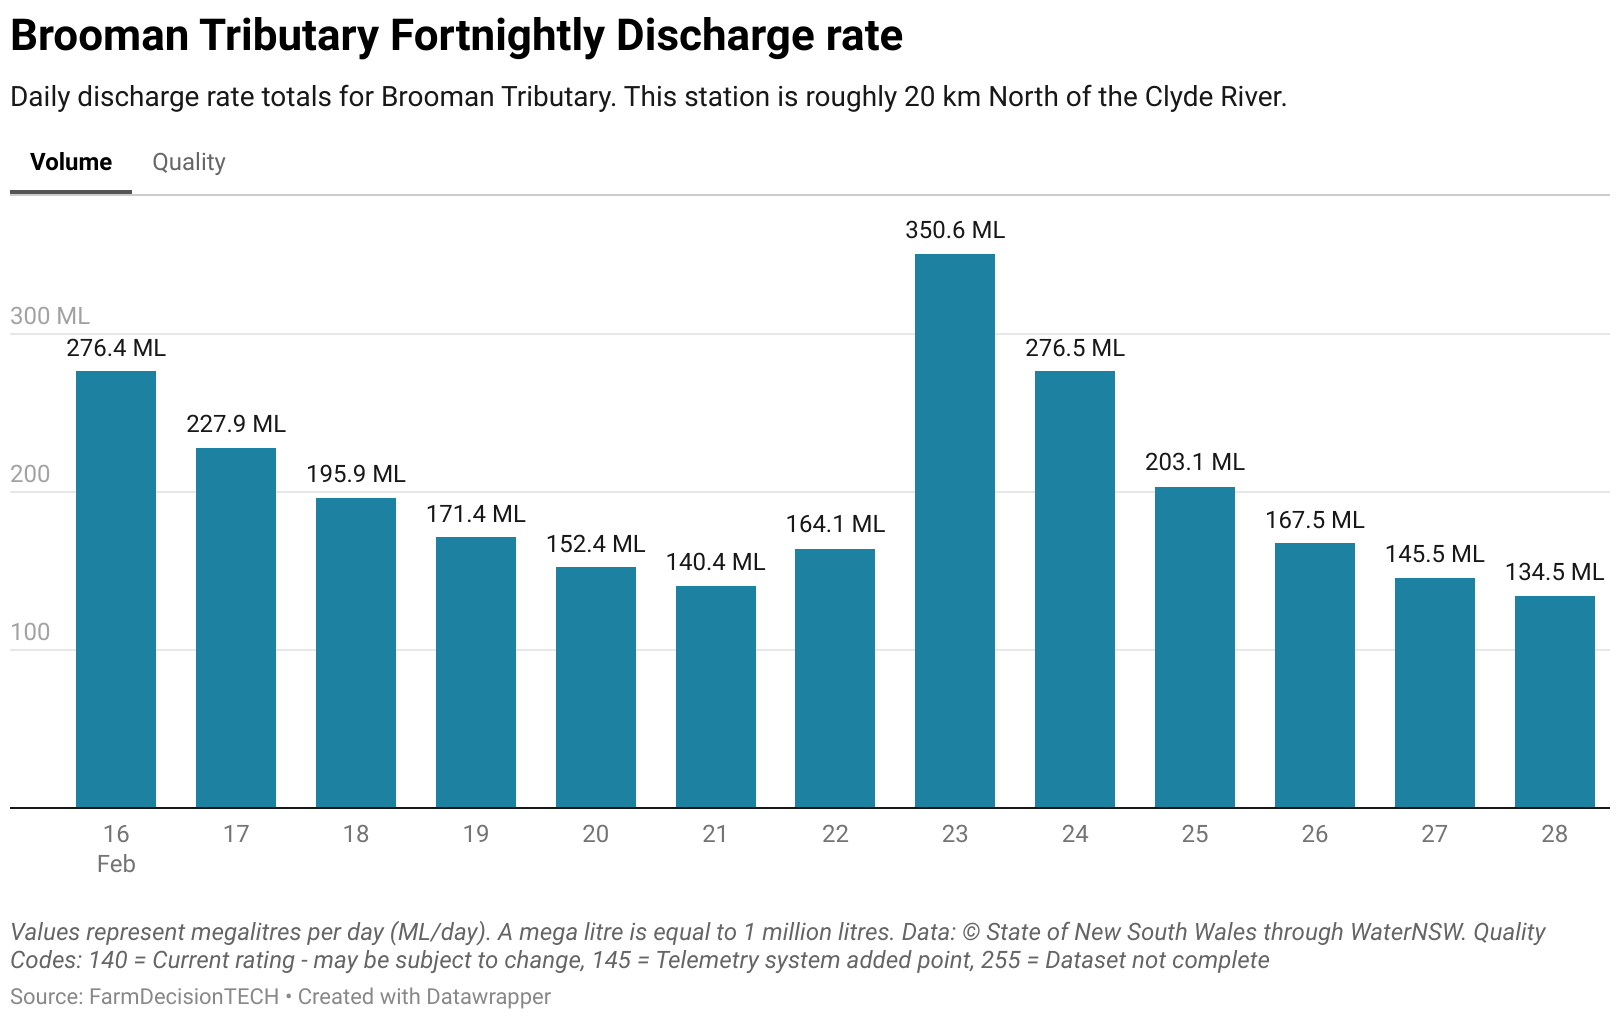 Brooman Tributary Fortnightly Discharge rate
Daily discharge rate totals for Brooman Tributary. This station is roughly 20 km North of the Clyde River.
Volume Quality
350.6 ML
300 ML
276.4 ML
276.5 ML
227.9 ML
203.1 ML
200
195.9 ML
171.4 ML
167.5 ML
164.1 ML
152.4 ML
145.5 ML
140.4 ML
134.5 ML
100
16 17 18 19 20 21 22 23 24 25 26 27 28
Feb
Values represent megalitres per day (ML/day). A mega litre is equal to 1 million litres. Data: © State of New South Wales through WaterNSW. Quality
Codes: 140 = Current rating - may be subject to change, 145 = Telemetry system added point, 255 = Dataset not complete
Source: FarmDecisionTECH • Created with Datawrapper